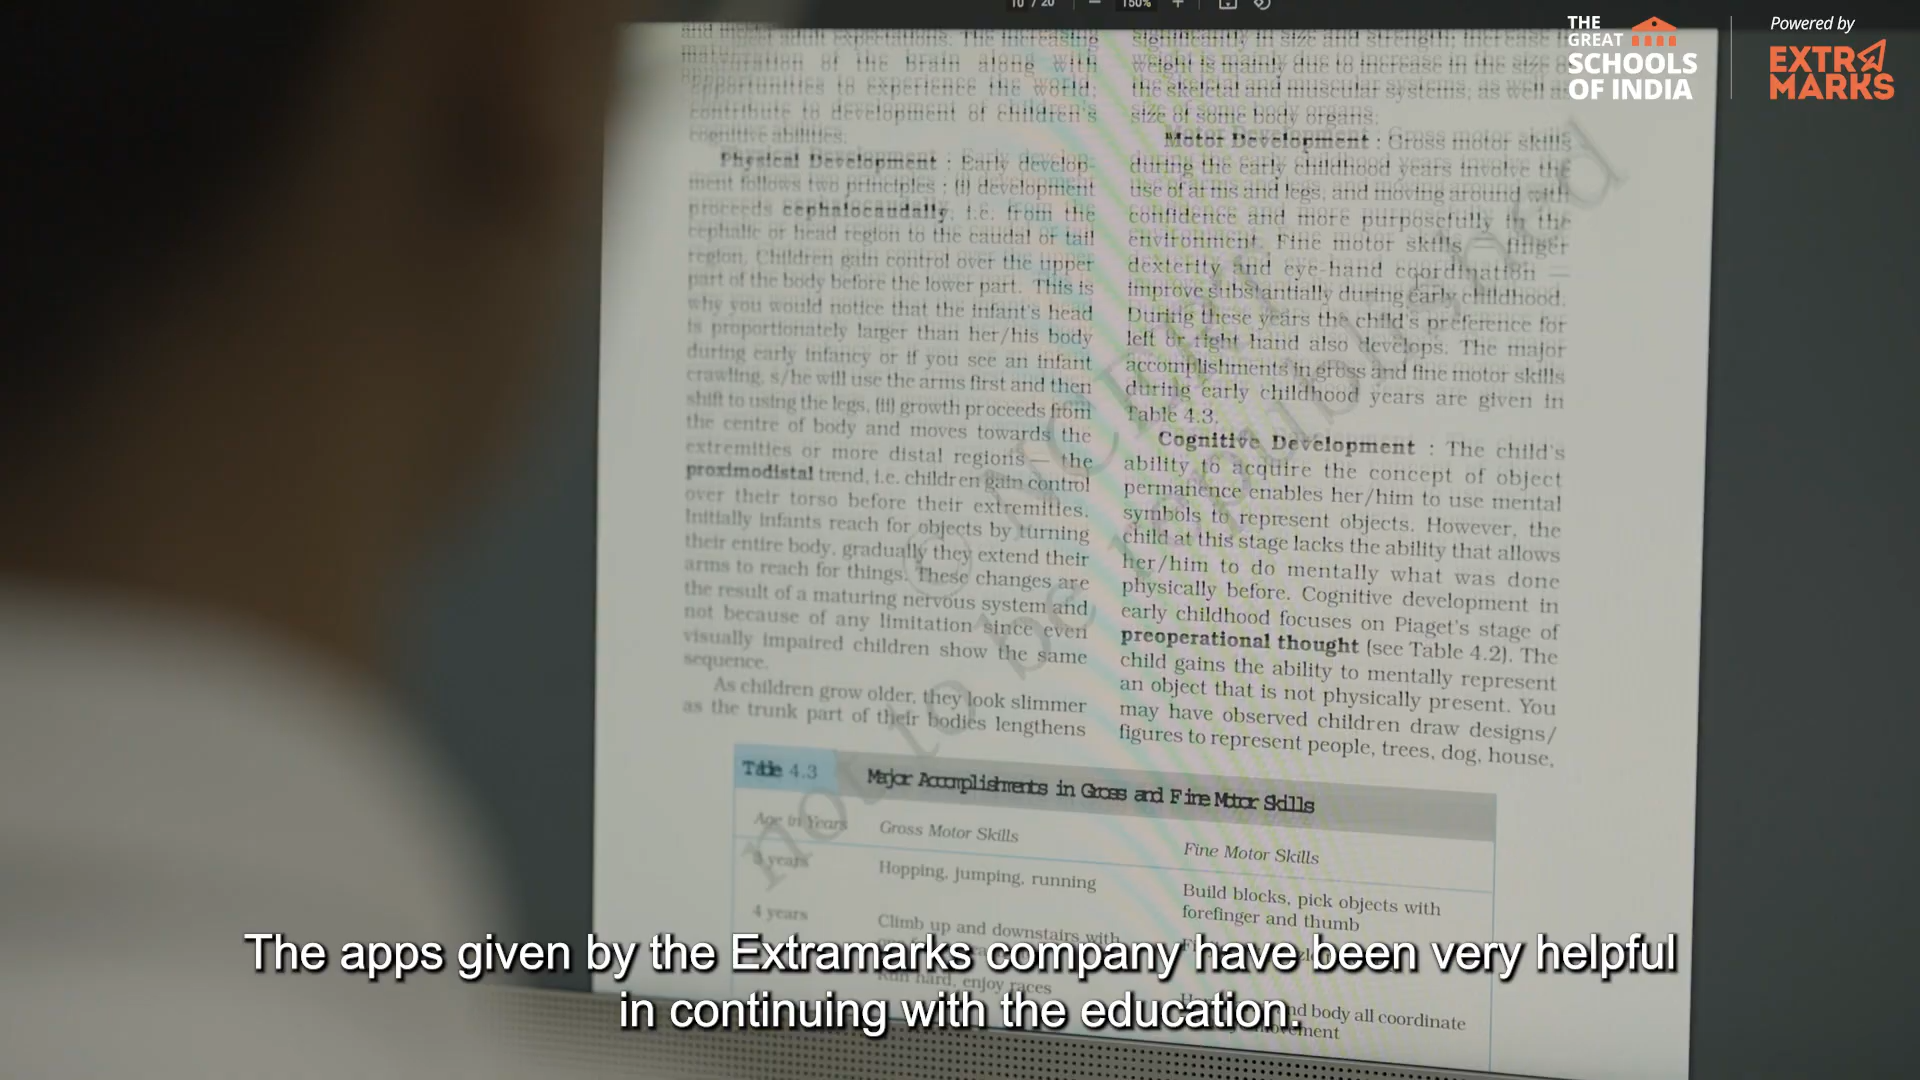 10 / 20
150%
THE
GREAT
SCHOOLS
OF INDIA
Powered by
EXTRA
MARKS
and meet adult expectations. The increasing
maturation of the brain along with
opportunities to experience the world;
contribute to development of children's
cognitive abilities.
Physical Development : Early develop-
ment follows two principles : (i) development
proceeds cephalocaudally, i.e. from the
cephalic or head region to the caudal or tail
region. Children gain control over the upper
part of the body before the lower part. This is
why you would notice that the infant's head
is proportionately larger than her/his body
during early infancy or if you see an infant
crawling, s/he will use the arms first and then
shift to using the legs, (ii) growth proceeds from
the centre of body and moves towards the
extremities or more distal regions — the
proximodistal trend, i.e. children gain control
over their torso before their extremities.
Initially infants reach for objects by turning
their entire body, gradually they extend their
arms to reach for things. These changes are
the result of a maturing nervous system and
not because of any limitation since even
visually impaired children show the same
sequence.
As children grow older, they look slimmer
as the trunk part of their bodies lengthens
significantly in size and strength; increase in
weight is mainly due to increase in the size of
the skeletal and muscular systems, as well as
size of some body organs.
Motor Development : Gross motor skills
during the early childhood years involve the
use of arms and legs, and moving around with
confidence and more purposefully in the
environment. Fine motor skills — finger
dexterity and eye-hand coordination —
improve substantially during early childhood.
During these years the child's preference for
left or right hand also develops. The major
accomplishments in gross and fine motor skills
during early childhood years are given in
Table 4.3.
Cognitive Development : The child's
ability to acquire the concept of object
permanence enables her/him to use mental
symbols to represent objects. However, the
child at this stage lacks the ability that allows
her/him to do mentally what was done
physically before. Cognitive development in
early childhood focuses on Piaget's stage of
preoperational thought (see Table 4.2). The
child gains the ability to mentally represent
an object that is not physically present. You
may have observed children draw designs/
figures to represent people, trees, dog, house,
© NCERT
not to be republished
Table 4.3 Major Accomplishments in Gross and Fine Motor Skills
Age in Years Gross Motor Skills Fine Motor Skills
3 years Hopping, jumping, running Build blocks, pick objects with
forefinger and thumb
4 years Climb up and downstairs with
Run hard, enjoy races
and body all coordinate
The apps given by the Extramarks company have been very helpful
in continuing with the education.